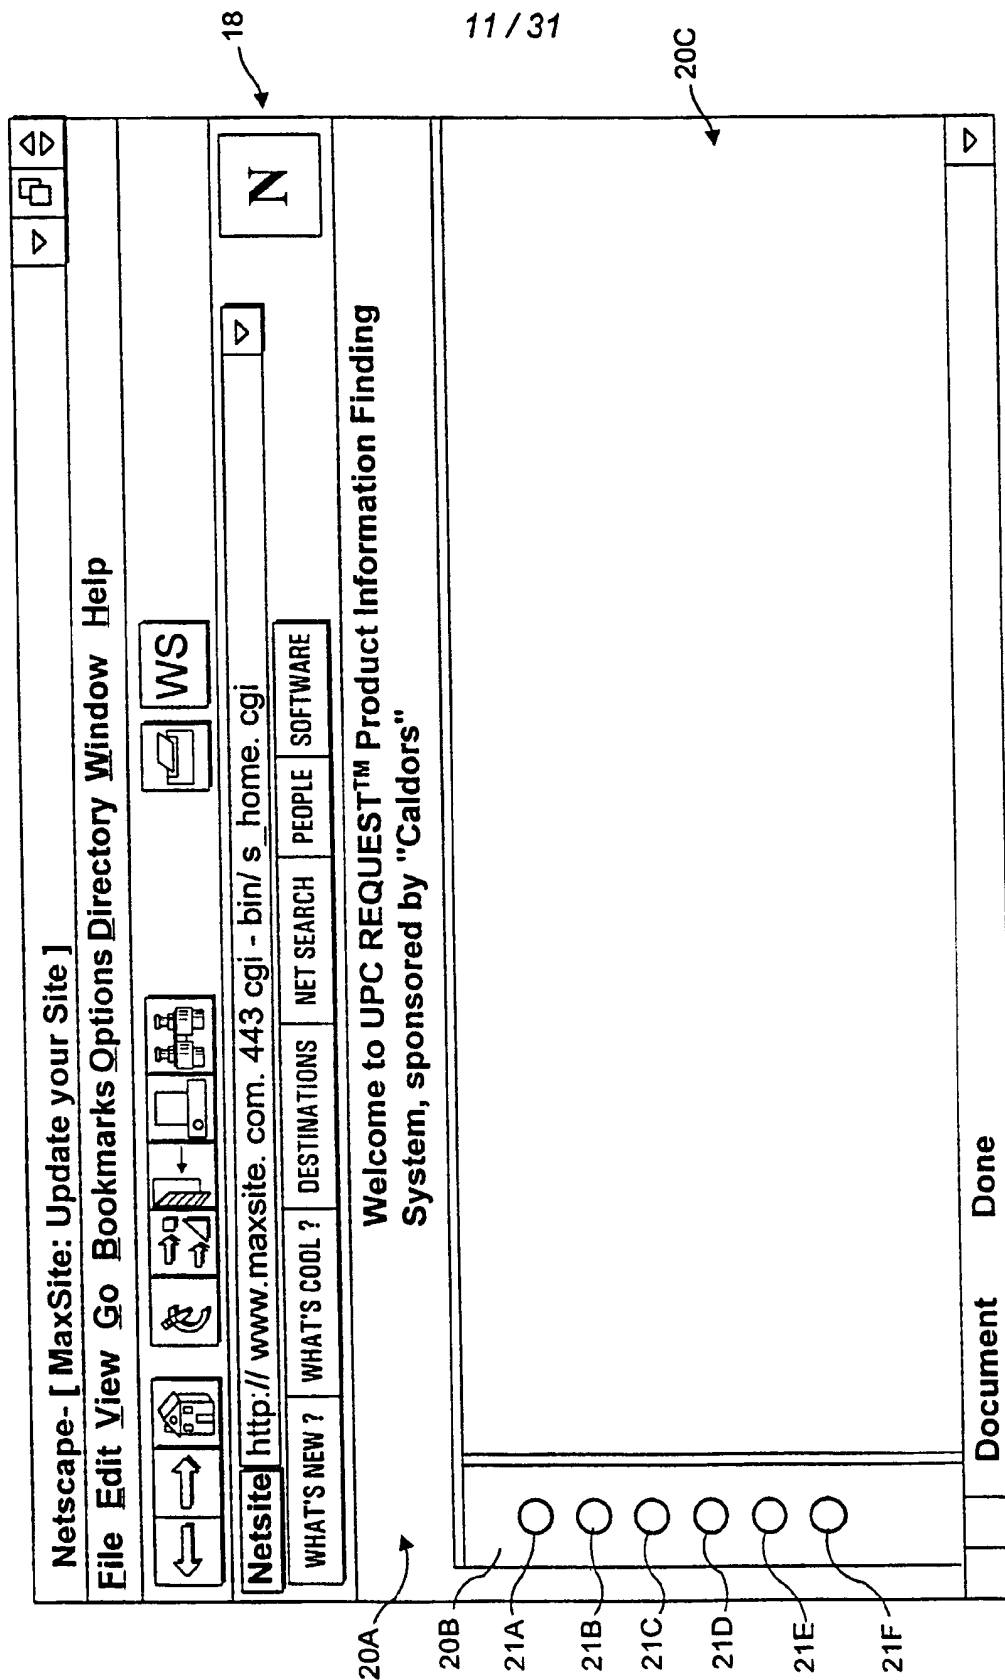 11 / 31
18
Netscape- [ MaxSite: Update your Site ]
File Edit View Go Bookmarks Options Directory Window Help
WS
Netsite http:// www.maxsite. com. 443 cgi - bin/ s_home. cgi
N
WHAT'S NEW ? WHAT'S COOL ? DESTINATIONS NET SEARCH PEOPLE SOFTWARE
Welcome to UPC REQUEST™ Product Information Finding
System, sponsored by "Caldors"
20A
20B
20C
21A
21B
21C
21D
21E
21F
Document Done